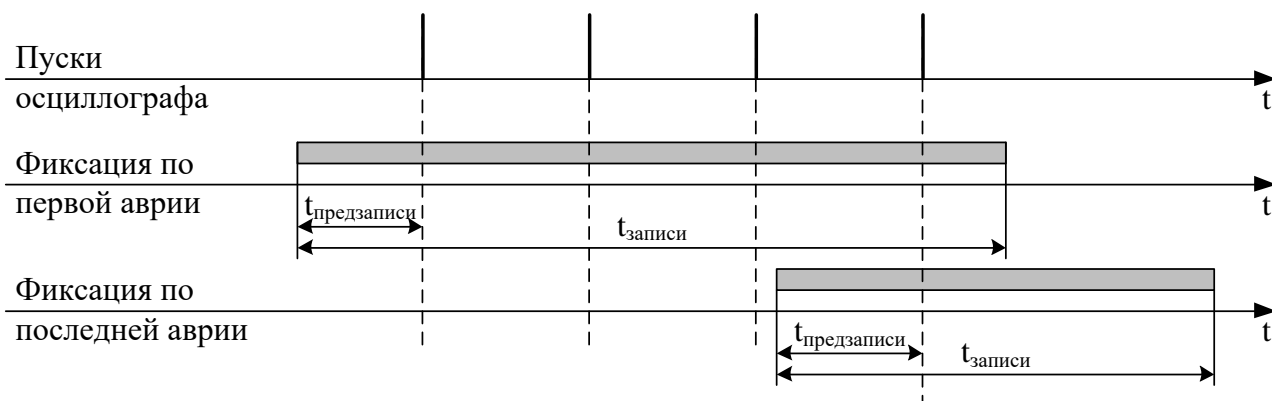 Пуски
осциллографа
t
Фиксация по
первой аврии
t
tпредзаписи
tзаписи
Фиксация по
последней аврии
t
tпредзаписи
tзаписи